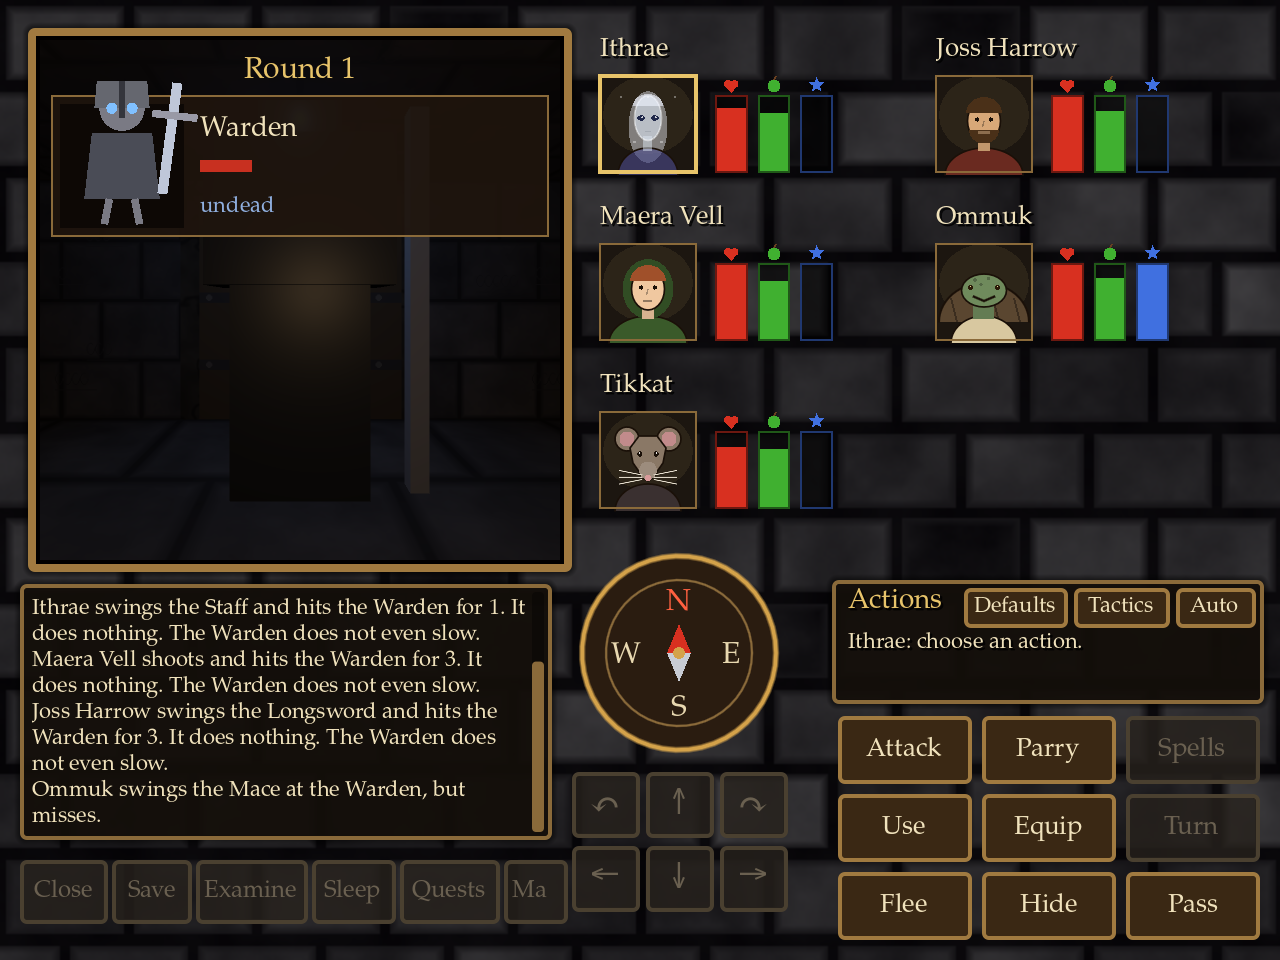 Round 1
Warden
undead
Ithrae
Joss Harrow
Maera Vell
Ommuk
Tikkat
Ithrae swings the Staff and hits the Warden for 1. It
does nothing. The Warden does not even slow.
Maera Vell shoots and hits the Warden for 3. It
does nothing. The Warden does not even slow.
Joss Harrow swings the Longsword and hits the
Warden for 3. It does nothing. The Warden does
not even slow.
Ommuk swings the Mace at the Warden, but
misses.
N
W
E
S
Actions
Defaults
Tactics
Auto
Ithrae: choose an action.
Attack
Parry
Spells
Use
Equip
Turn
Flee
Hide
Pass
Close
Save
Examine
Sleep
Quests
Ma